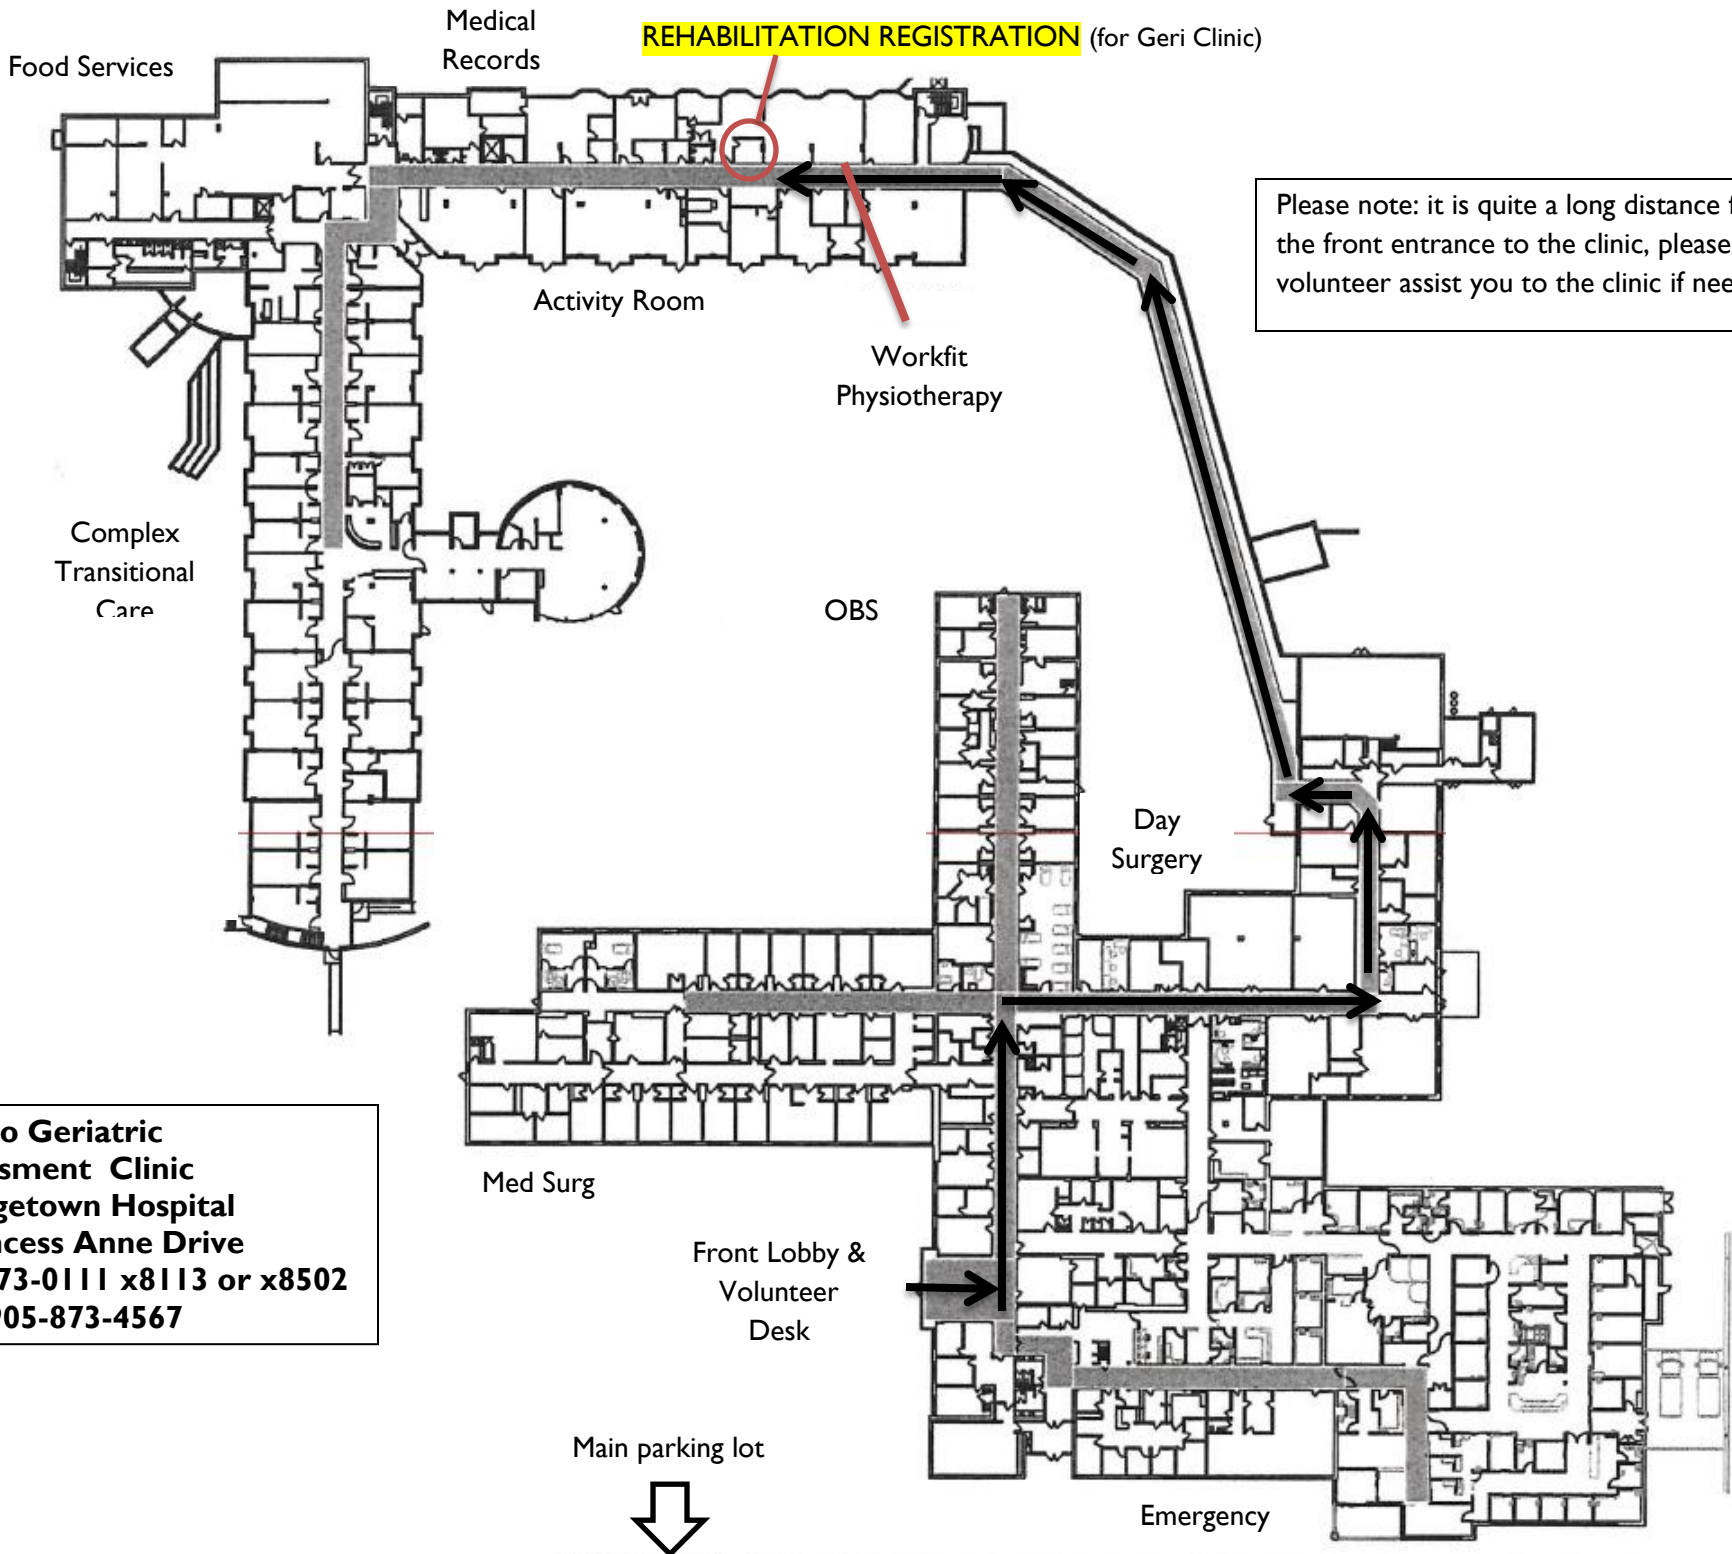 Medical
Records
REHABILITATION REGISTRATION (for Geri Clinic)
Food Services
Please note: it is quite a long distance
the front entrance to the clinic, please
volunteer assist you to the clinic if
Activity Room
Workfit
Physiotherapy
Complex
Transitional
Care
OBS
Day
Surgery
o Geriatric
sment Clinic
getown Hospital
ncess Anne Drive
73-0111 x8113 or x8502
905-873-4567
Med Surg
Front Lobby &
Volunteer
Desk
Main parking lot
Emergency